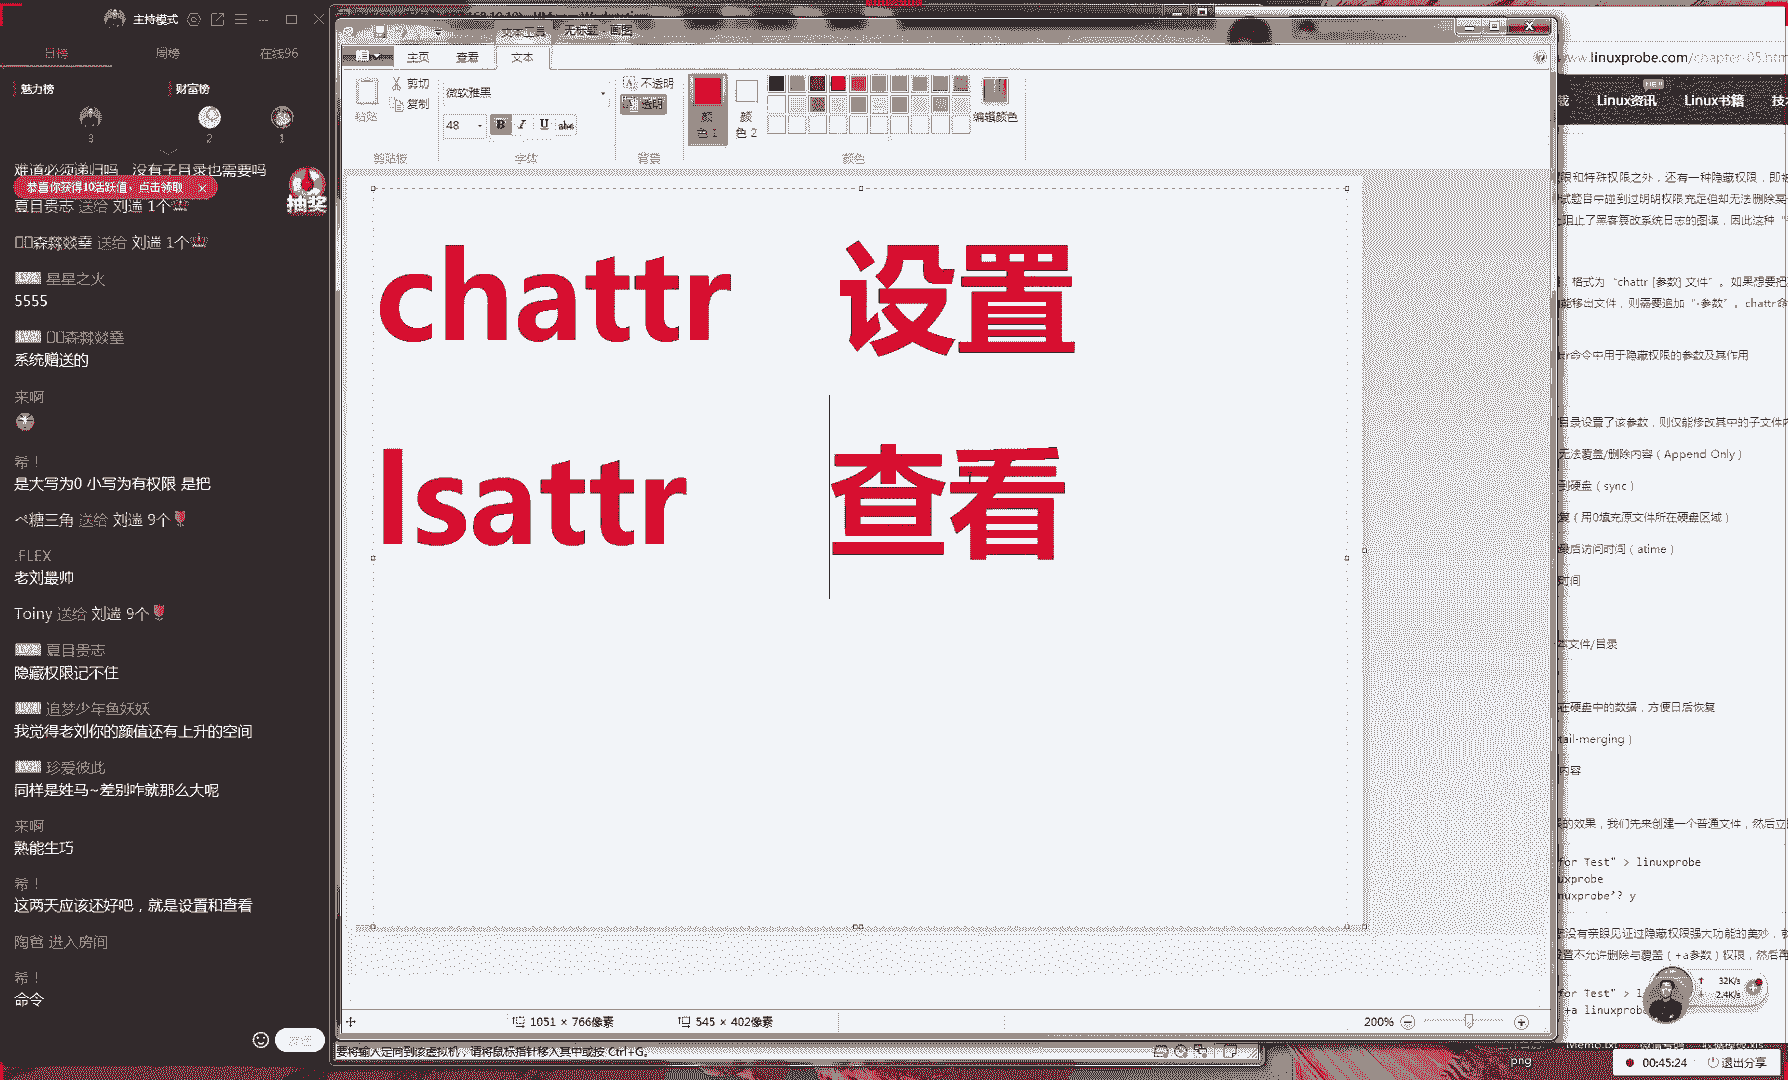 主持模式
日榜 周榜 在线96
魅力榜 财富榜
3 2 1
难道必须递归吗 没有子目录也需要吗
恭喜你获得10活跃值,点击领取
抽奖
夏目贵志 送给 刘遄 1个
送给 刘遄 1个
星星之火
5555
系统赠送的
来啊
希!
是大写为0 小写为有权限 是把
ペ糖三角 送给 刘遄 9个
.FLEX
老刘最帅
Toiny 送给 刘遄 9个
夏目贵志
隐藏权限记不住
追梦少年鱼妖妖
我觉得老刘你的颜值还有上升的空间
珍爱彼此
同样是姓马~差别咋就那么大呢
来啊
熟能生巧
希!
这两天应该还好吧,就是设置和查看
陶爸 进入房间
希!
命令
无标题 - 画图
主页 查看 文本
粘贴
剪切
复制
剪贴板
微软雅黑
48
B I U abc
字体
不透明
透明
背景
颜色 1
颜色 2
编辑颜色
颜色
chattr 设置
lsattr 查看
1051 × 766像素
545 × 402像素
200%
要将输入定向到该虚拟机,请将鼠标指针移入其中或按 Ctrl+G。
www.linuxprobe.com/chapter-05.htm
Linux资讯 Linux书籍
限和特殊权限之外,还有一种隐藏权限,即被
试题目中碰到过明明权限充足但却无法删除某
阻止了黑客篡改系统日志的图谋,因此这种“
,格式为“chattr [参数] 文件”。如果想要把
能移出文件,则需要追加“-参数”。chattr命
r命令中用于隐藏权限的参数及其作用
目录设置了该参数,则仅能修改其中的子文件内
无法覆盖/删除内容(Append Only)
到硬盘(sync)
复(用0填充原文件所在硬盘区域)
最后访问时间(atime)
时间
本文件/目录
在硬盘中的数据,方便日后恢复
tail-merging)
内容
的效果,我们先来创建一个普通文件,然后立即
for Test" > linuxprobe
uxprobe
nuxprobe’? y
没有亲眼见证过隐藏权限强大功能的美妙,
设置不允许删除与覆盖(+a参数)权限,然后再
for Test" > l
+a linuxprob
32K/s
2.4K/s
png
00:45:24 退出分享